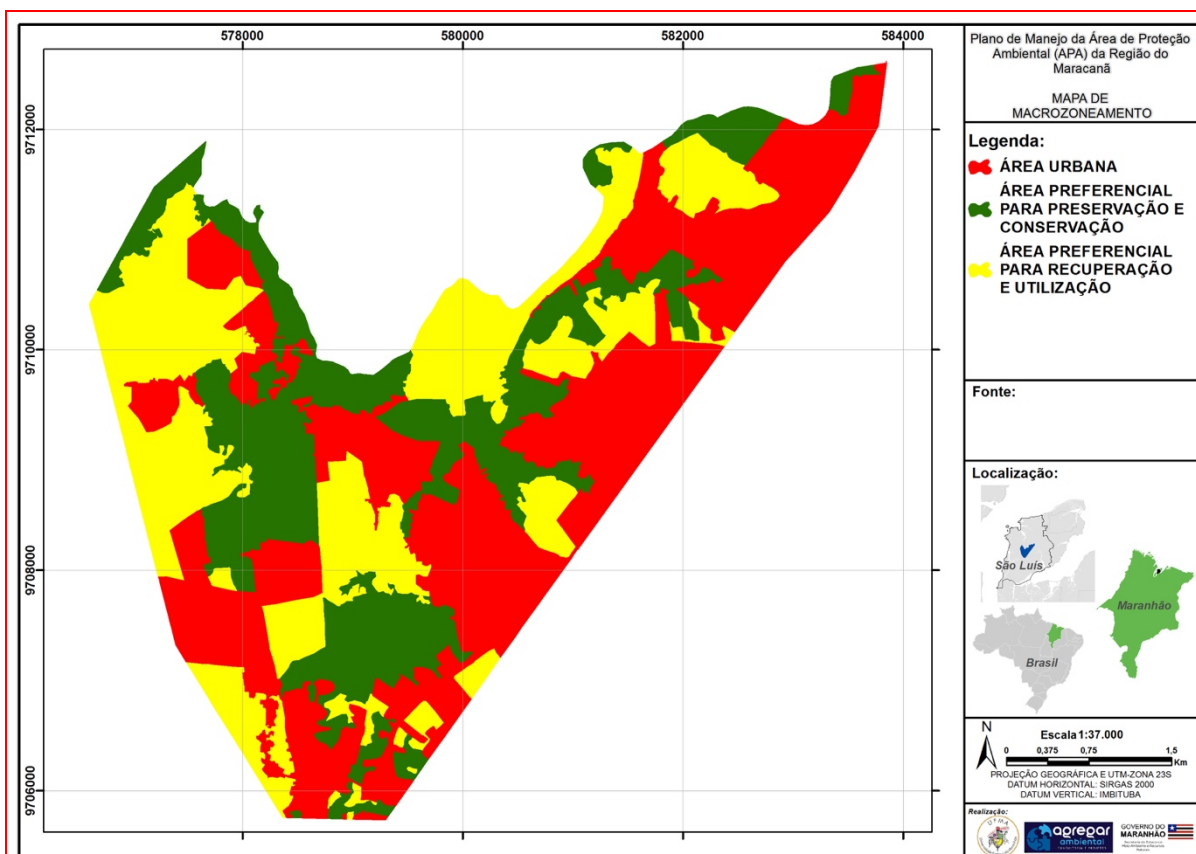 578000
580000
582000
584000
9712000
9710000
9708000
9706000
Plano de Manejo da Área de Proteção
Ambiental (APA) da Região do
Maracanã
MAPA DE
MACROZONEAMENTO
Legenda:
ÁREA URBANA
ÁREA PREFERENCIAL
PARA PRESERVAÇÃO E
CONSERVAÇÃO
ÁREA PREFERENCIAL
PARA RECUPERAÇÃO
E UTILIZAÇÃO
Fonte:
Localização:
São Luís
Maranhão
Brasil
N
Escala 1:37.000
0 0,375 0,75 1,5
Km
PROJEÇÃO GEOGRÁFICA E UTM-ZONA 23S
DATUM HORIZONTAL: SIRGAS 2000
DATUM VERTICAL: IMBITUBA
Realização:
UFMA
agregar
ambiental
GOVERNO DO
MARANHÃO